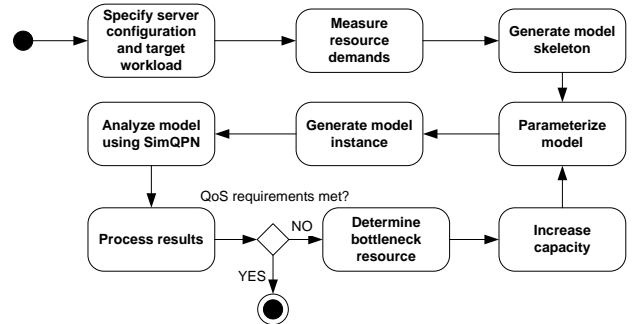 Specify server
configuration
and target
workload
Measure
resource
demands
Generate model
skeleton
Analyze model
using SimQPN
Generate model
instance
Parameterize
model
QoS requirements met?
Process results
NO
Determine
bottleneck
resource
Increase
capacity
YES